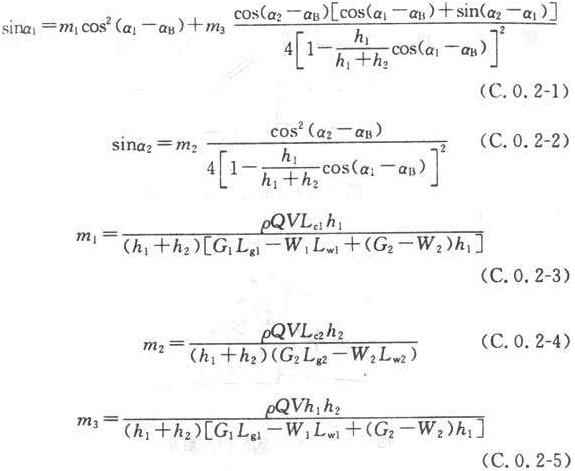 sinα₁=m₁cos²(α₁−α_B)+m₃ cos(α₂−α_B)[cos(α₁−α_B)+sin(α₂−α₁)] / 4[1−h₁/(h₁+h₂) cos(α₁−α_B)]²
(C.0.2-1)
sinα₂=m₂ cos²(α₂−α_B) / 4[1−h₁/(h₁+h₂) cos(α₁−α_B)]² (C.0.2-2)
m₁=ρQVL_c1h₁ / (h₁+h₂)[G₁L_g1−W₁L_w1+(G₂−W₂)h₁]
(C.0.2-3)
m₂=ρQVL_c2h₂ / (h₁+h₂)(G₂L_g2−W₂L_w2) (C.0.2-4)
m₃=ρQVh₁h₂ / (h₁+h₂)[G₁L_g1−W₁L_w1+(G₂−W₂)h₁]
(C.0.2-5)